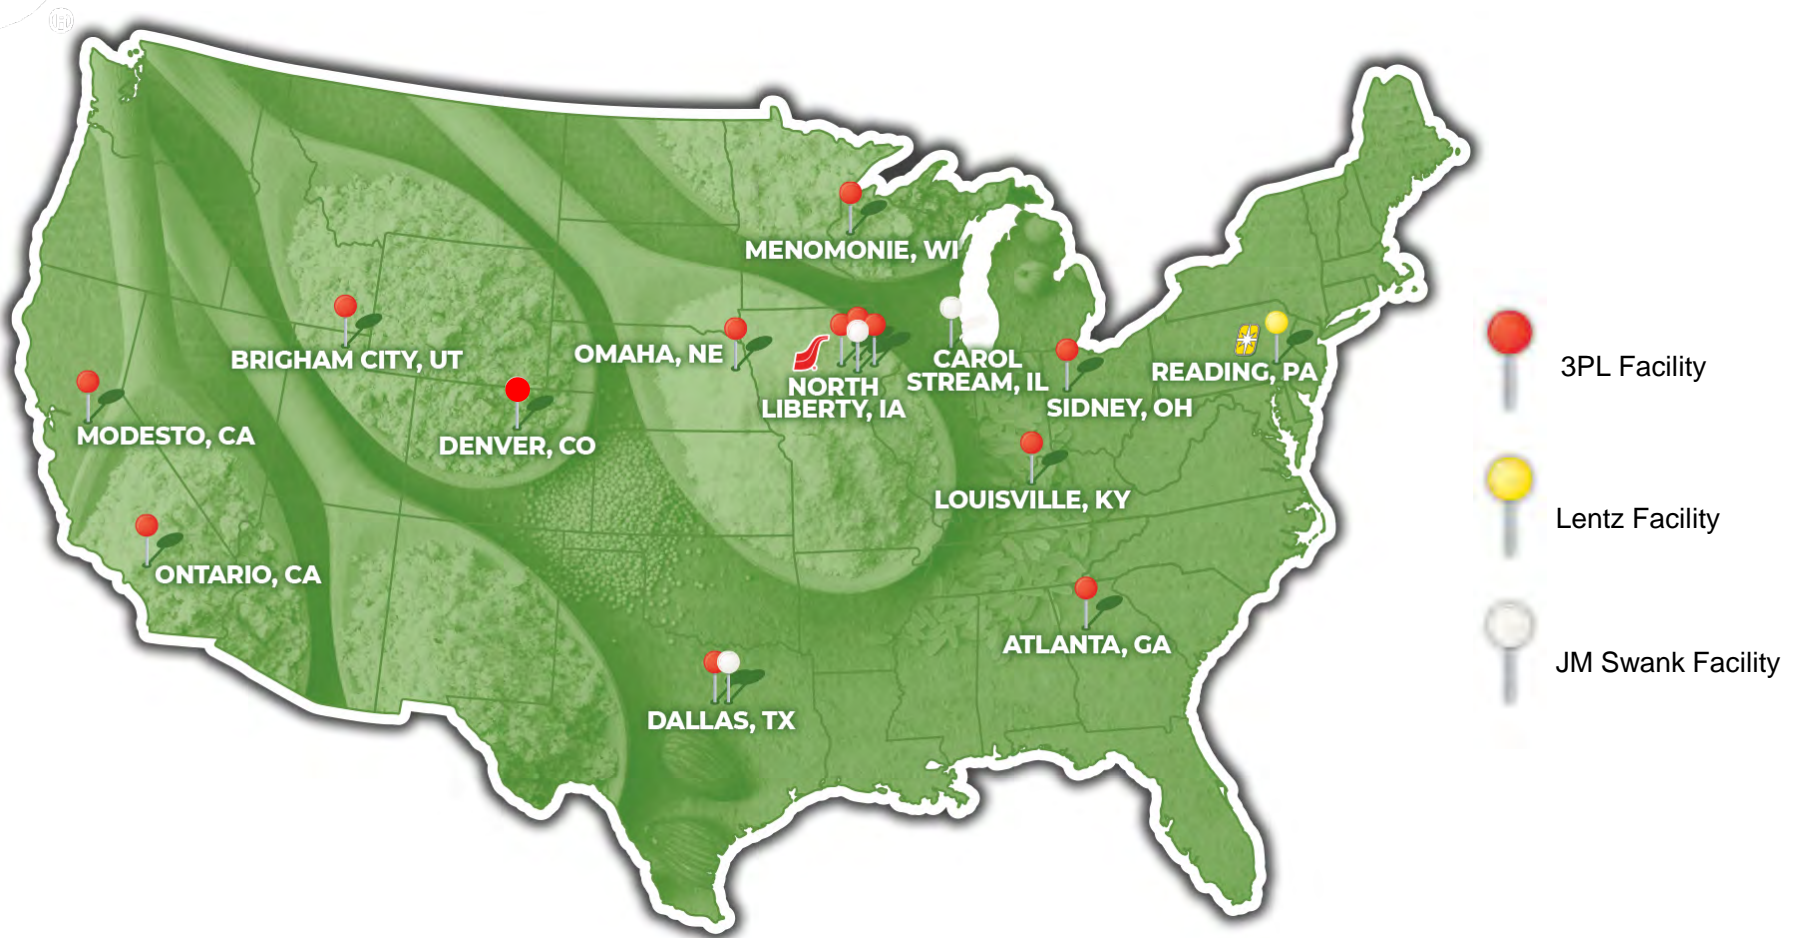 ®
MENOMONIE, WI
BRIGHAM CITY, UT
OMAHA, NE
NORTH
LIBERTY, IA
CAROL
STREAM, IL
READING, PA
SIDNEY, OH
MODESTO, CA
DENVER, CO
LOUISVILLE, KY
ONTARIO, CA
ATLANTA, GA
DALLAS, TX
3PL Facility
Lentz Facility
JM Swank Facility